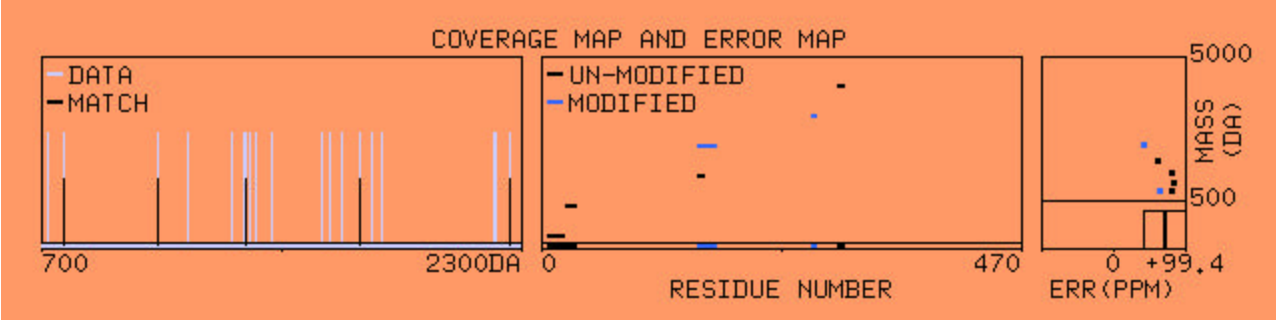 COVERAGE MAP AND ERROR MAP
DATA
MATCH
700
2300DA
UN-MODIFIED
MODIFIED
0
470
RESIDUE NUMBER
5000
MASS
(DA)
500
0
+99.4
ERR(PPM)